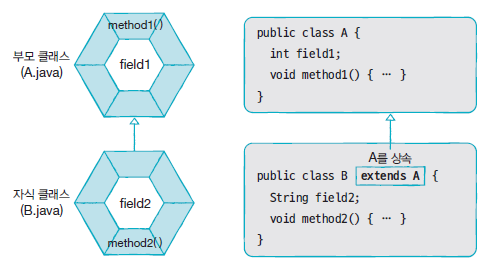 method1()
부모 클래스
(A.java)
field1
public class A {
int field1;
void method1() { ⋯ }
}
A를 상속
자식 클래스
(B.java)
field2
method2()
public class B extends A {
String field2;
void method2() { ⋯ }
}